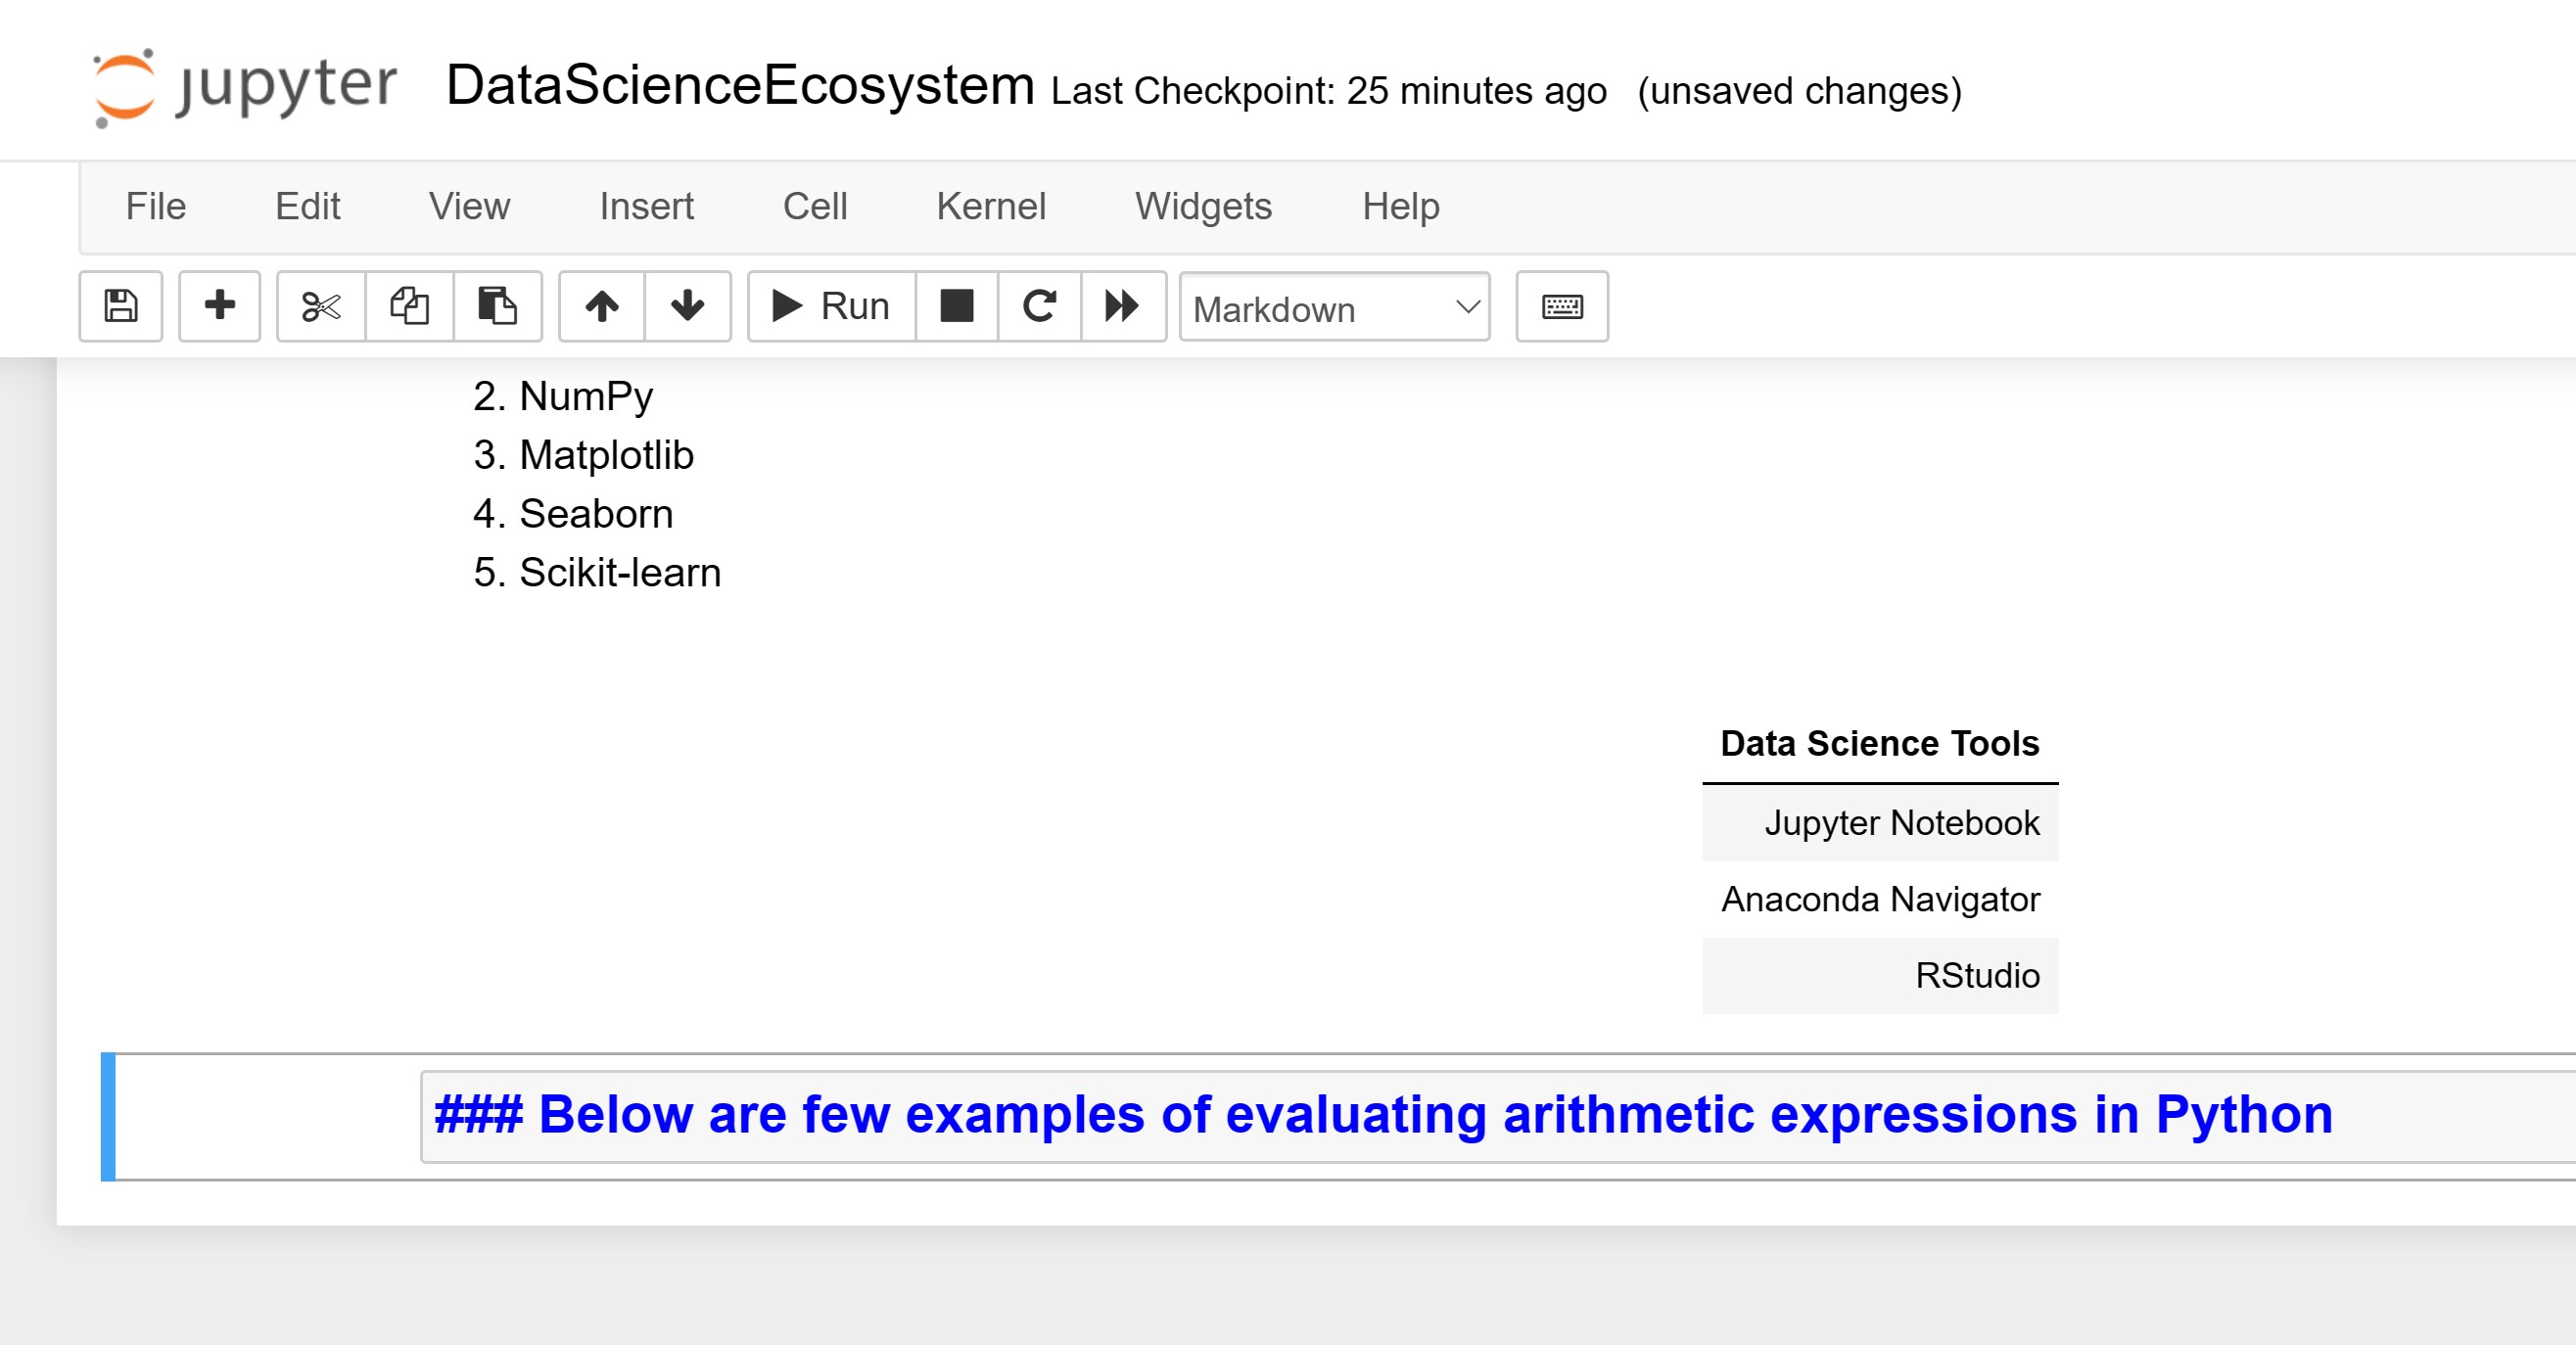 jupyter DataScienceEcosystem Last Checkpoint: 25 minutes ago (unsaved changes)
File Edit View Insert Cell Kernel Widgets Help
Run Markdown
2. NumPy
3. Matplotlib
4. Seaborn
5. Scikit-learn
Data Science Tools
Jupyter Notebook
Anaconda Navigator
RStudio
### Below are few examples of evaluating arithmetic expressions in Python